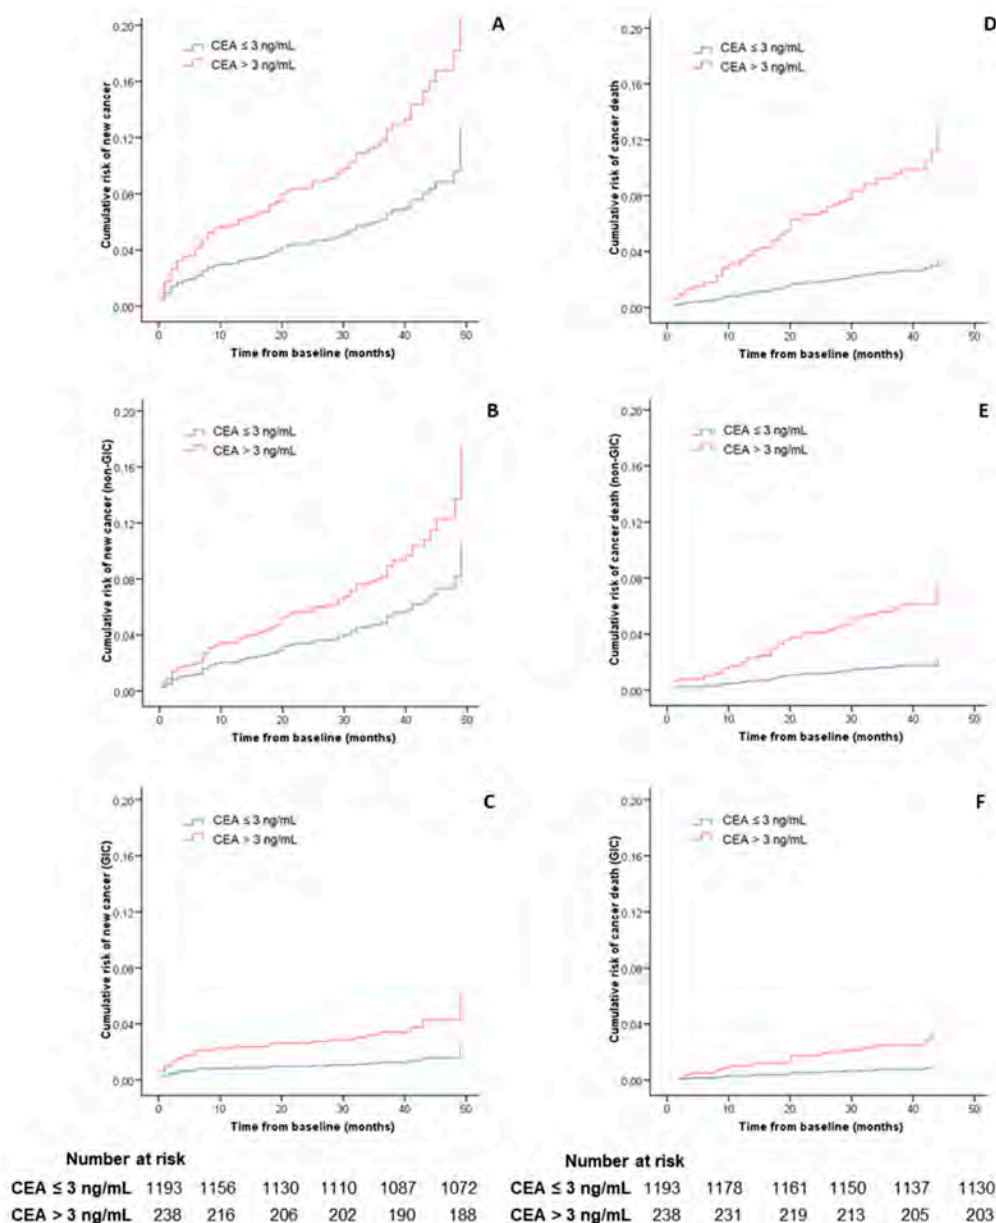 A
0.20
0.16
0.12
0.08
0.04
0.00
Cumulative risk of new cancer
CEA ≤ 3 ng/mL
CEA > 3 ng/mL
0 10 20 30 40 50
Time from baseline (months)
D
0.20
0.16
0.12
0.08
0.04
0.00
Cumulative risk of cancer death
CEA ≤ 3 ng/mL
CEA > 3 ng/mL
0 10 20 30 40 50
Time from baseline (months)
B
0.20
0.16
0.12
0.08
0.04
0.00
Cumulative risk of new cancer (non-GIC)
CEA ≤ 3 ng/mL
CEA > 3 ng/mL
0 10 20 30 40 50
Time from baseline (months)
E
0.20
0.16
0.12
0.08
0.04
0.00
Cumulative risk of cancer death (non-GIC)
CEA ≤ 3 ng/mL
CEA > 3 ng/mL
0 10 20 30 40 50
Time from baseline (months)
C
0.20
0.16
0.12
0.08
0.04
0.00
Cumulative risk of new cancer (GIC)
CEA ≤ 3 ng/mL
CEA > 3 ng/mL
0 10 20 30 40 50
Time from baseline (months)
F
0.20
0.16
0.12
0.08
0.04
0.00
Cumulative risk of cancer death (GIC)
CEA ≤ 3 ng/mL
CEA > 3 ng/mL
0 10 20 30 40 50
Time from baseline (months)
Number at risk
CEA ≤ 3 ng/mL 1193 1156 1130 1110 1087 1072
CEA > 3 ng/mL 238 216 206 202 190 188
Number at risk
CEA ≤ 3 ng/mL 1193 1178 1161 1150 1137 1130
CEA > 3 ng/mL 238 231 219 213 205 203